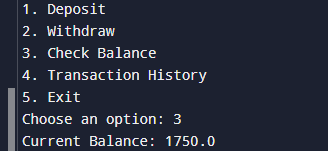 1. Deposit
2. Withdraw
3. Check Balance
4. Transaction History
5. Exit
Choose an option: 3
Current Balance: 1750.0